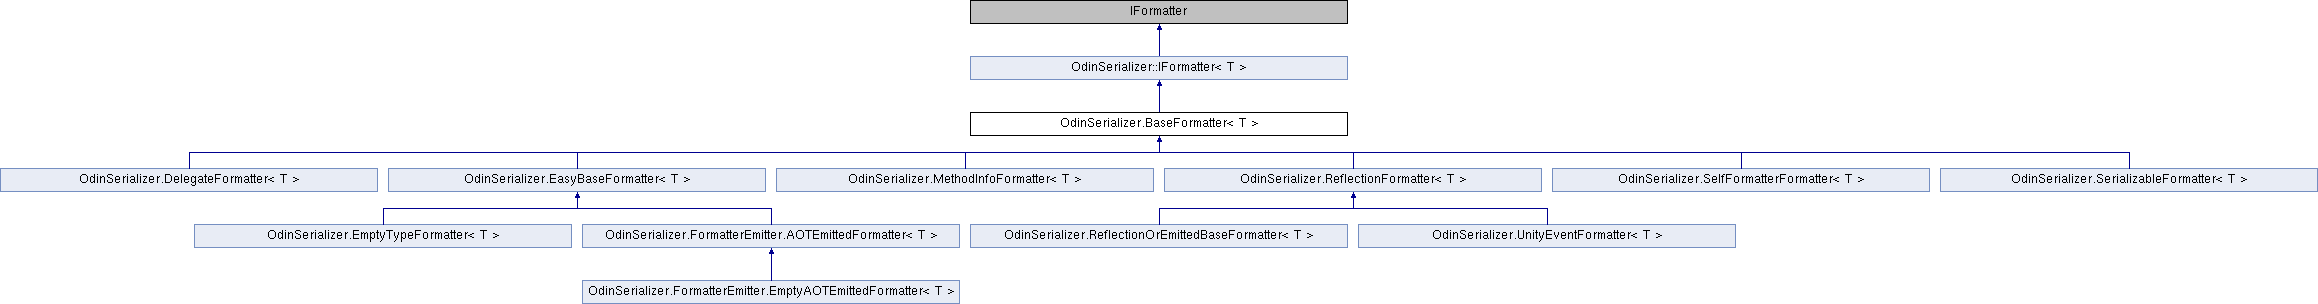 IFormatter
OdinSerializer::IFormatter< T >
OdinSerializer.BaseFormatter< T >
OdinSerializer.DelegateFormatter< T >
OdinSerializer.EasyBaseFormatter< T >
OdinSerializer.MethodInfoFormatter< T >
OdinSerializer.ReflectionFormatter< T >
OdinSerializer.SelfFormatterFormatter< T >
OdinSerializer.SerializableFormatter< T >
OdinSerializer.EmptyTypeFormatter< T >
OdinSerializer.FormatterEmitter.AOTEmittedFormatter< T >
OdinSerializer.ReflectionOrEmittedBaseFormatter< T >
OdinSerializer.UnityEventFormatter< T >
OdinSerializer.FormatterEmitter.EmptyAOTEmittedFormatter< T >